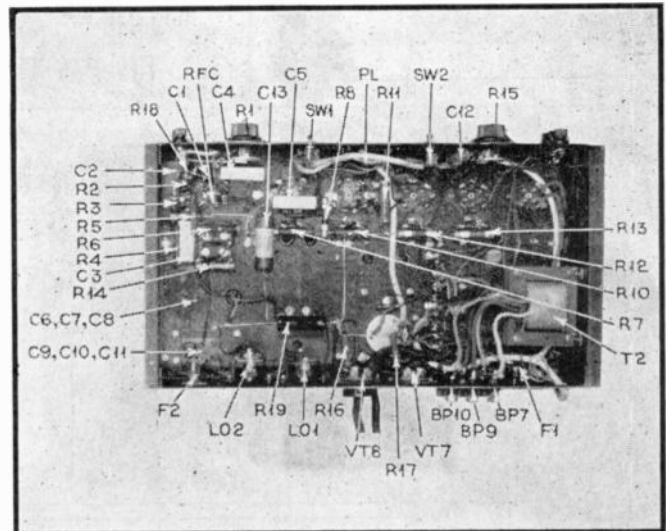 RFC C13 C5 PL SW2
C1 C4 R8 R11 C12 R15
R18 R1 SW1
C2
R2
R3
R5
R6
R4
C3
R14
C6, C7, C8
C9, C10, C11
R13
R12
R10
R7
T2
F2 LO2 R19 LO1 R16 VT8 R17 VT7 BP10 BP9 BP7 F1